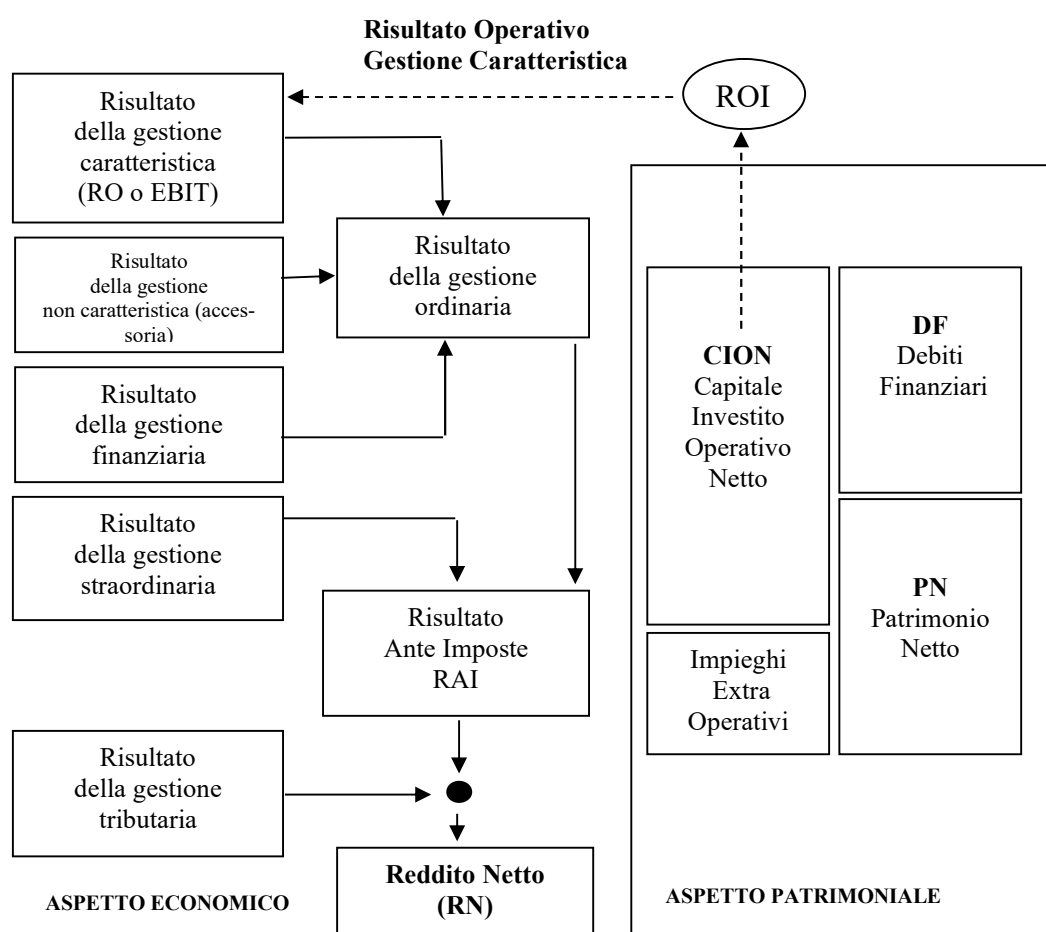 Risultato Operativo
Gestione Caratteristica
ROI
Risultato
della gestione
caratteristica
(RO o EBIT)
Risultato
della gestione
non caratteristica (acces-
soria)
Risultato
della gestione
finanziaria
Risultato
della gestione
straordinaria
Risultato
della gestione
tributaria
Risultato
della gestione
ordinaria
Risultato
Ante Imposte
RAI
Reddito Netto
(RN)
ASPETTO ECONOMICO
CION
Capitale
Investito
Operativo
Netto
Impieghi
Extra
Operativi
DF
Debiti
Finanziari
PN
Patrimonio
Netto
ASPETTO PATRIMONIALE